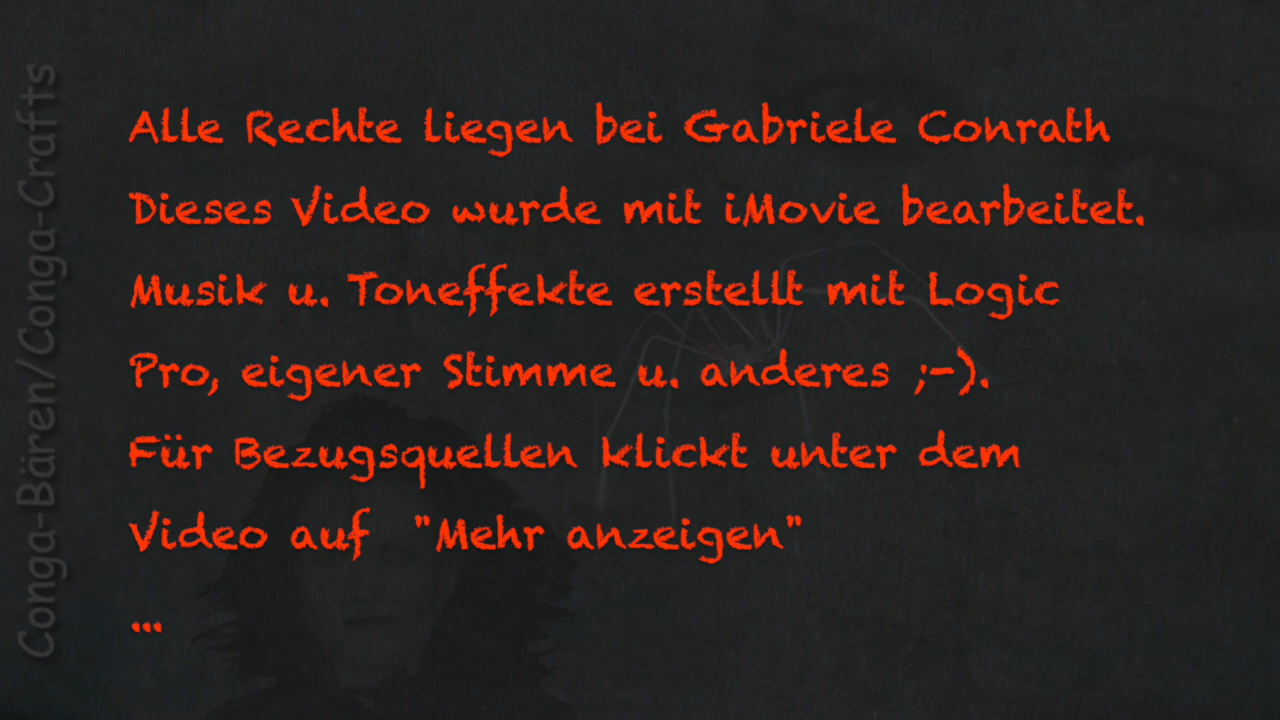 Conga-Bären/Conga-Crafts
Alle Rechte liegen bei Gabriele Conrath
Dieses Video wurde mit iMovie bearbeitet.
Musik u. Toneffekte erstellt mit Logic
Pro, eigener Stimme u. anderes ;-).
Für Bezugsquellen klickt unter dem
Video auf "Mehr anzeigen"
...